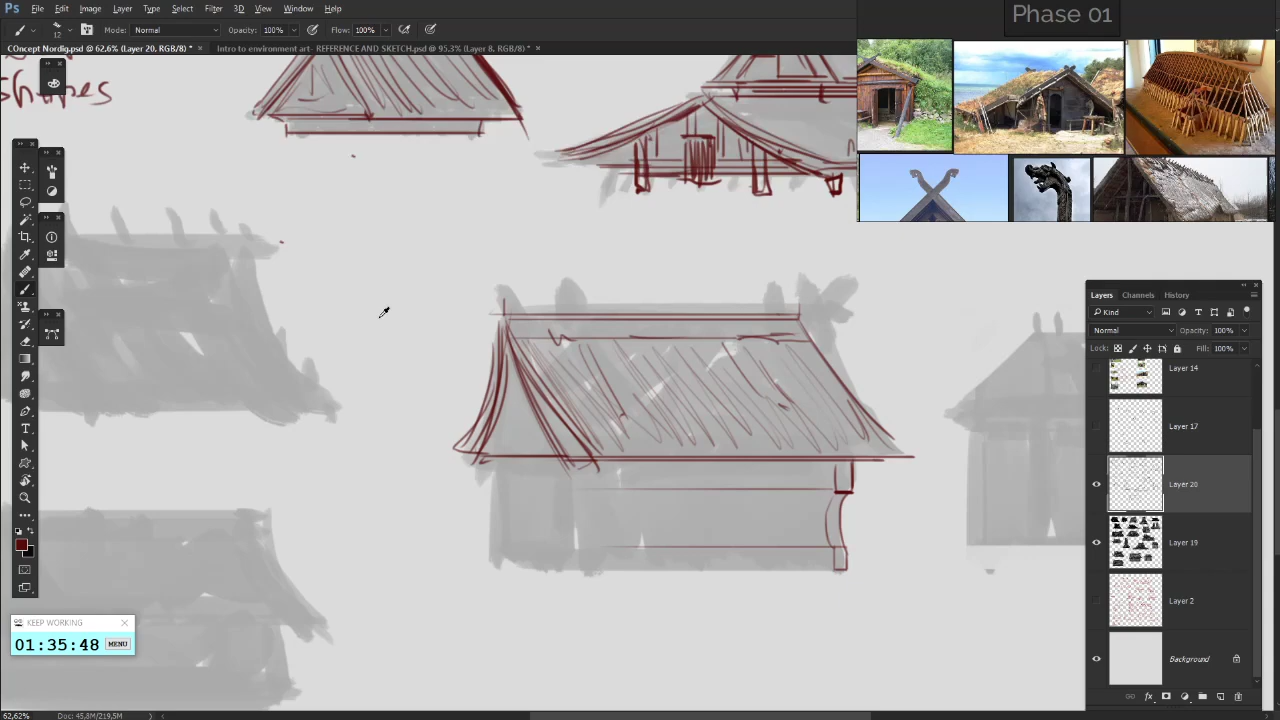 Ps File Edit Image Layer Type Select Filter 3D View Window Help
Phase 01
12 Mode: Normal Opacity: 100% Flow: 100%
COncept Nordig.psd @ 62,6% (Layer 20, RGB/8) * × Intro to environment art- REFERENCE AND SKETCH.psd @ 95,3% (Layer 8, RGB/8) * ×
shapes
Layers Channels History
Kind
Normal Opacity: 100%
Lock: Fill: 100%
Layer 14
Layer 17
Layer 20
Layer 19
Layer 2
Background
KEEP WORKING
01:35:48 MENU
62,62% Doc: 45,8M/219,5M
fx